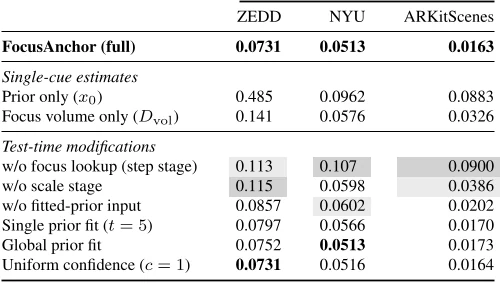 ZEDD NYU ARKitScenes
FocusAnchor (full) 0.0731 0.0513 0.0163
Single-cue estimates
Prior only (x₀) 0.485 0.0962 0.0883
Focus volume only (D_vol) 0.141 0.0576 0.0326
Test-time modifications
w/o focus lookup (step stage) 0.113 0.107 0.0900
w/o scale stage 0.115 0.0598 0.0386
w/o fitted-prior input 0.0857 0.0602 0.0202
Single prior fit (t = 5) 0.0797 0.0566 0.0170
Global prior fit 0.0752 0.0513 0.0173
Uniform confidence (c = 1) 0.0731 0.0516 0.0164